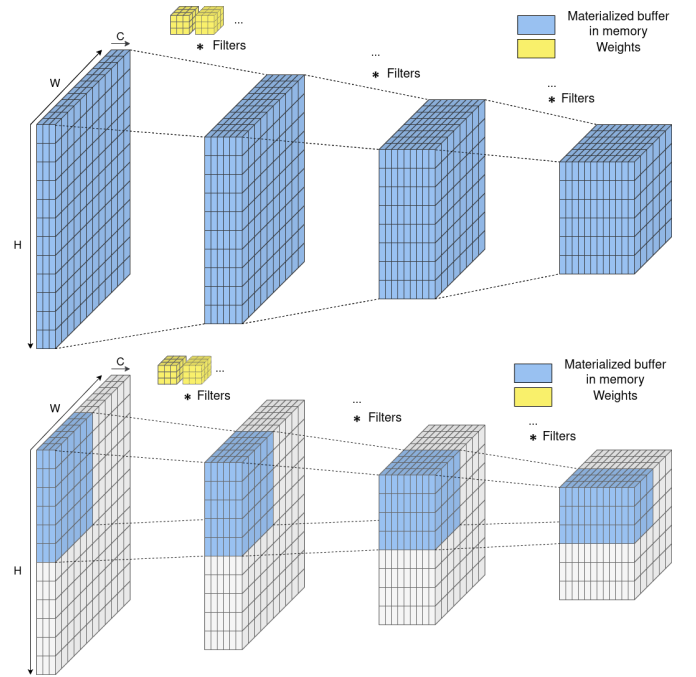 C
...
Materialized buffer
in memory
Weights
* Filters
...
* Filters
...
* Filters
W
H
C
...
Materialized buffer
in memory
Weights
* Filters
...
* Filters
...
* Filters
W
H